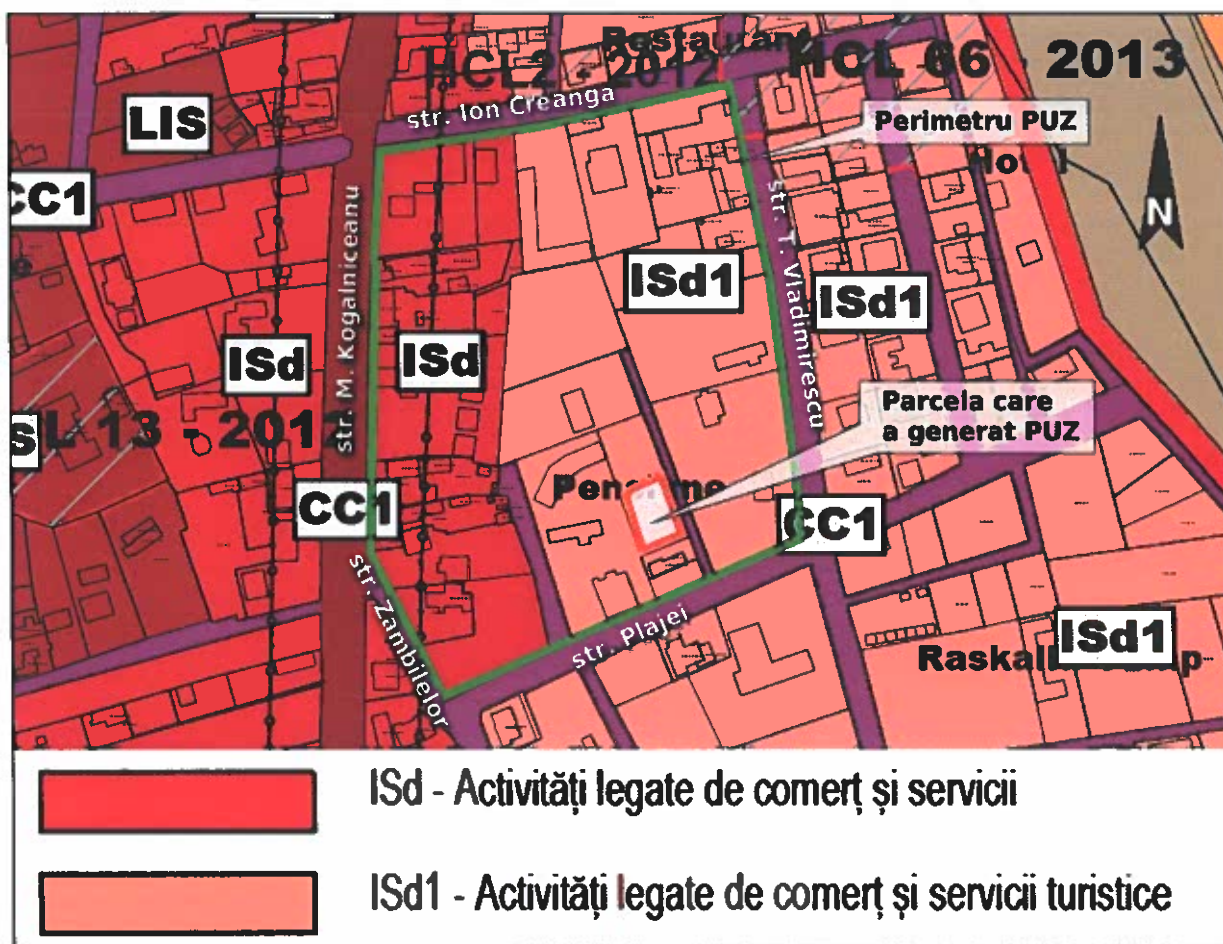 Restaurant
HCL 2 - 2012
HCL 66 - 2013
str. Ion Creanga
LIS
Perimetru PUZ
CC1
N
str. M. Kogalniceanu
str. T. Vladimirescu
ISd1
ISd1
ISd
ISd
Parcela care
a generat PUZ
L 13 - 2012
CC1
CC1
str. Zambilelor
str. Plajei
ISd1
ISd - Activități legate de comerț și servicii
ISd1 - Activități legate de comerț și servicii turistice